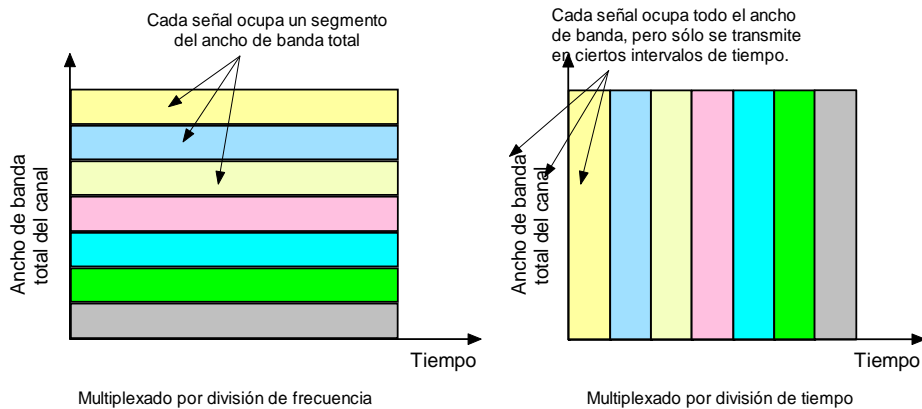 Cada señal ocupa un segmento
del ancho de banda total
Ancho de banda
total del canal
Tiempo
Multiplexado por división de frecuencia
Cada señal ocupa todo el ancho
de banda, pero sólo se transmite
en ciertos intervalos de tiempo.
Ancho de banda
total del canal
Tiempo
Multiplexado por división de tiempo